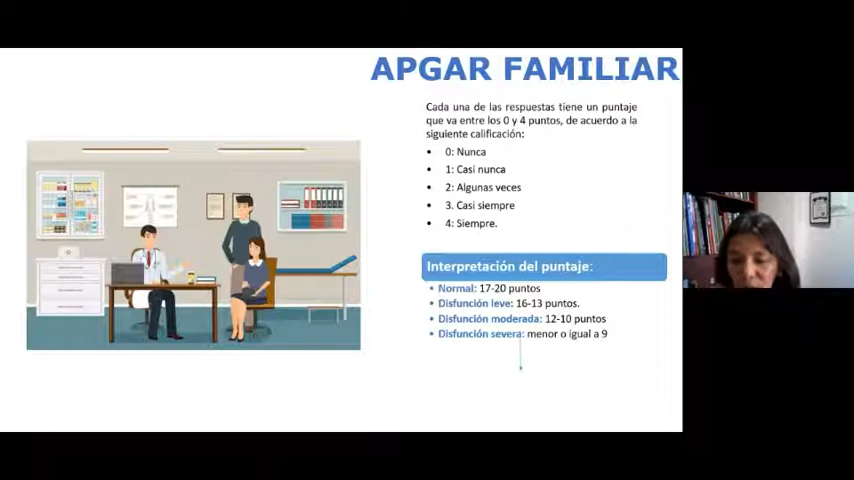 APGAR FAMILIAR
Cada una de las respuestas tiene un puntaje
que va entre los 0 y 4 puntos, de acuerdo a la
siguiente calificación:
• 0: Nunca
• 1: Casi nunca
• 2: Algunas veces
• 3. Casi siempre
• 4: Siempre.
Interpretación del puntaje:
• Normal: 17-20 puntos
• Disfunción leve: 16-13 puntos.
• Disfunción moderada: 12-10 puntos
• Disfunción severa: menor o igual a 9